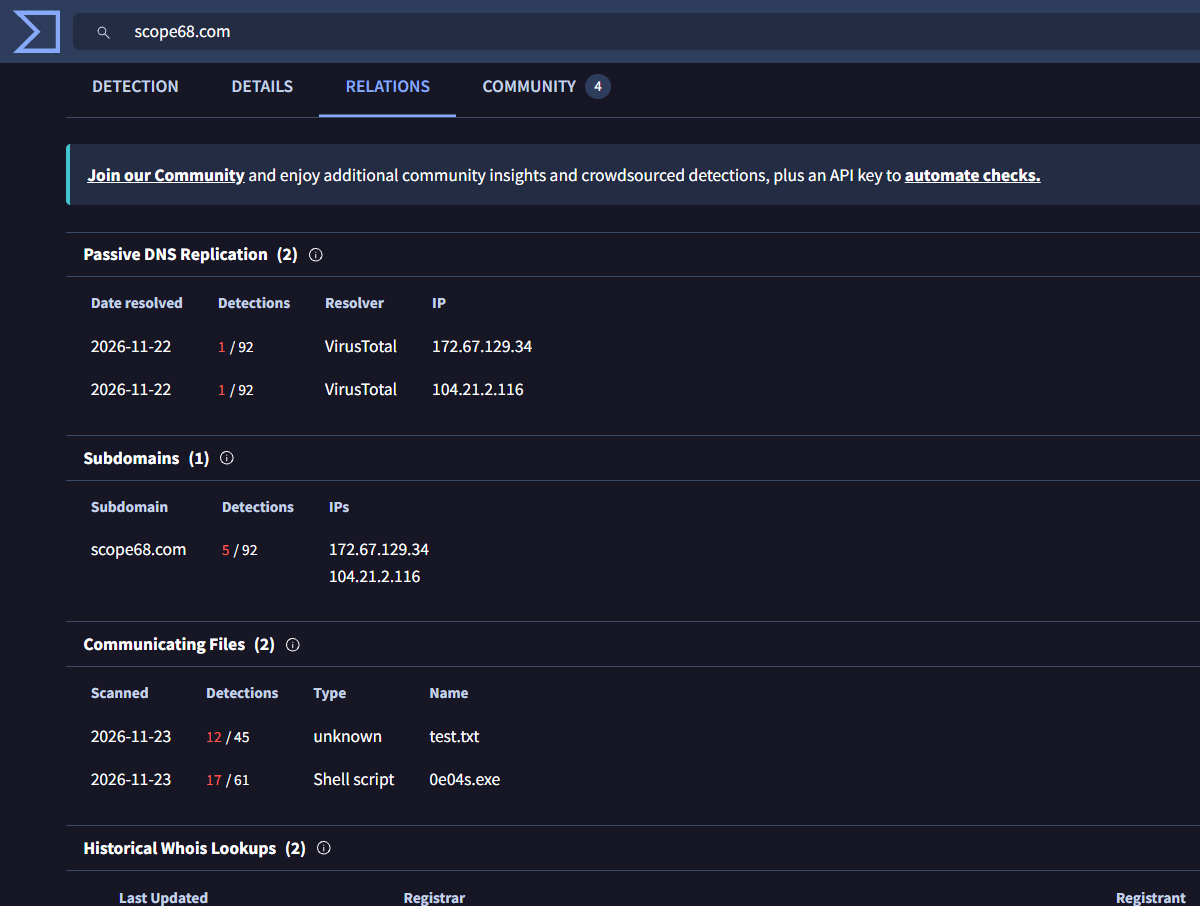 scope68.com
DETECTION DETAILS RELATIONS COMMUNITY 4
Join our Community and enjoy additional community insights and crowdsourced detections, plus an API key to automate checks.
Passive DNS Replication (2)
Date resolved Detections Resolver IP
2026-11-22 1 / 92 VirusTotal 172.67.129.34
2026-11-22 1 / 92 VirusTotal 104.21.2.116
Subdomains (1)
Subdomain Detections IPs
scope68.com 5 / 92 172.67.129.34
104.21.2.116
Communicating Files (2)
Scanned Detections Type Name
2026-11-23 12 / 45 unknown test.txt
2026-11-23 17 / 61 Shell script 0e04s.exe
Historical Whois Lookups (2)
Last Updated Registrar Registrant